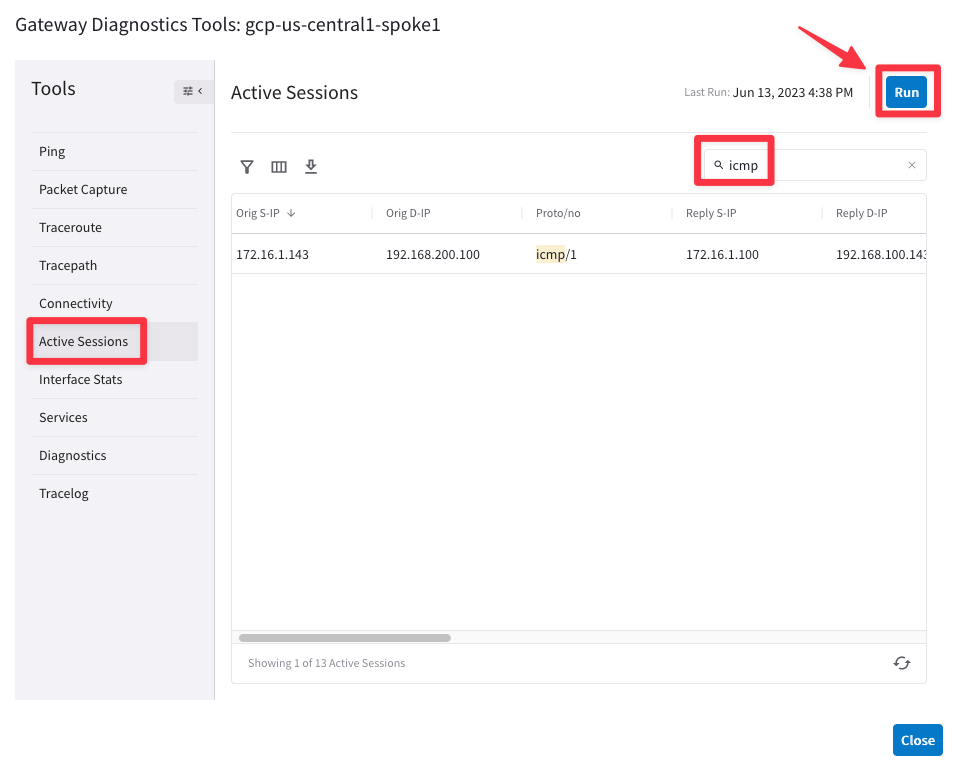 Gateway Diagnostics Tools: gcp-us-central1-spoke1
Tools
Ping
Packet Capture
Traceroute
Tracepath
Connectivity
Active Sessions
Interface Stats
Services
Diagnostics
Tracelog
Active Sessions
Last Run: Jun 13, 2023 4:38 PM
Run
icmp
Orig S-IP Orig D-IP Proto/no Reply S-IP Reply D-IP
172.16.1.143 192.168.200.100 icmp/1 172.16.1.100 192.168.100.143
Showing 1 of 13 Active Sessions
Close